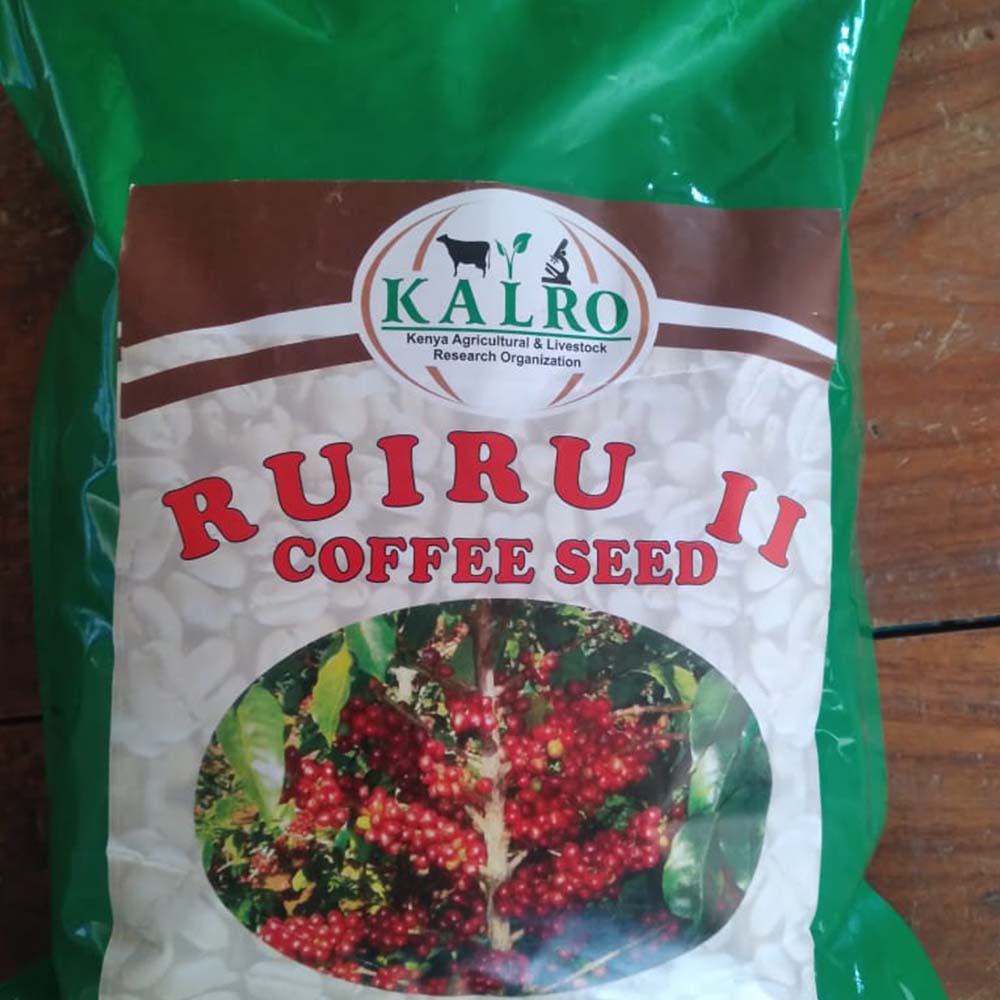 KALRO
Kenya Agricultural & Livestock
Research Organization
RUIRU II
COFFEE SEED